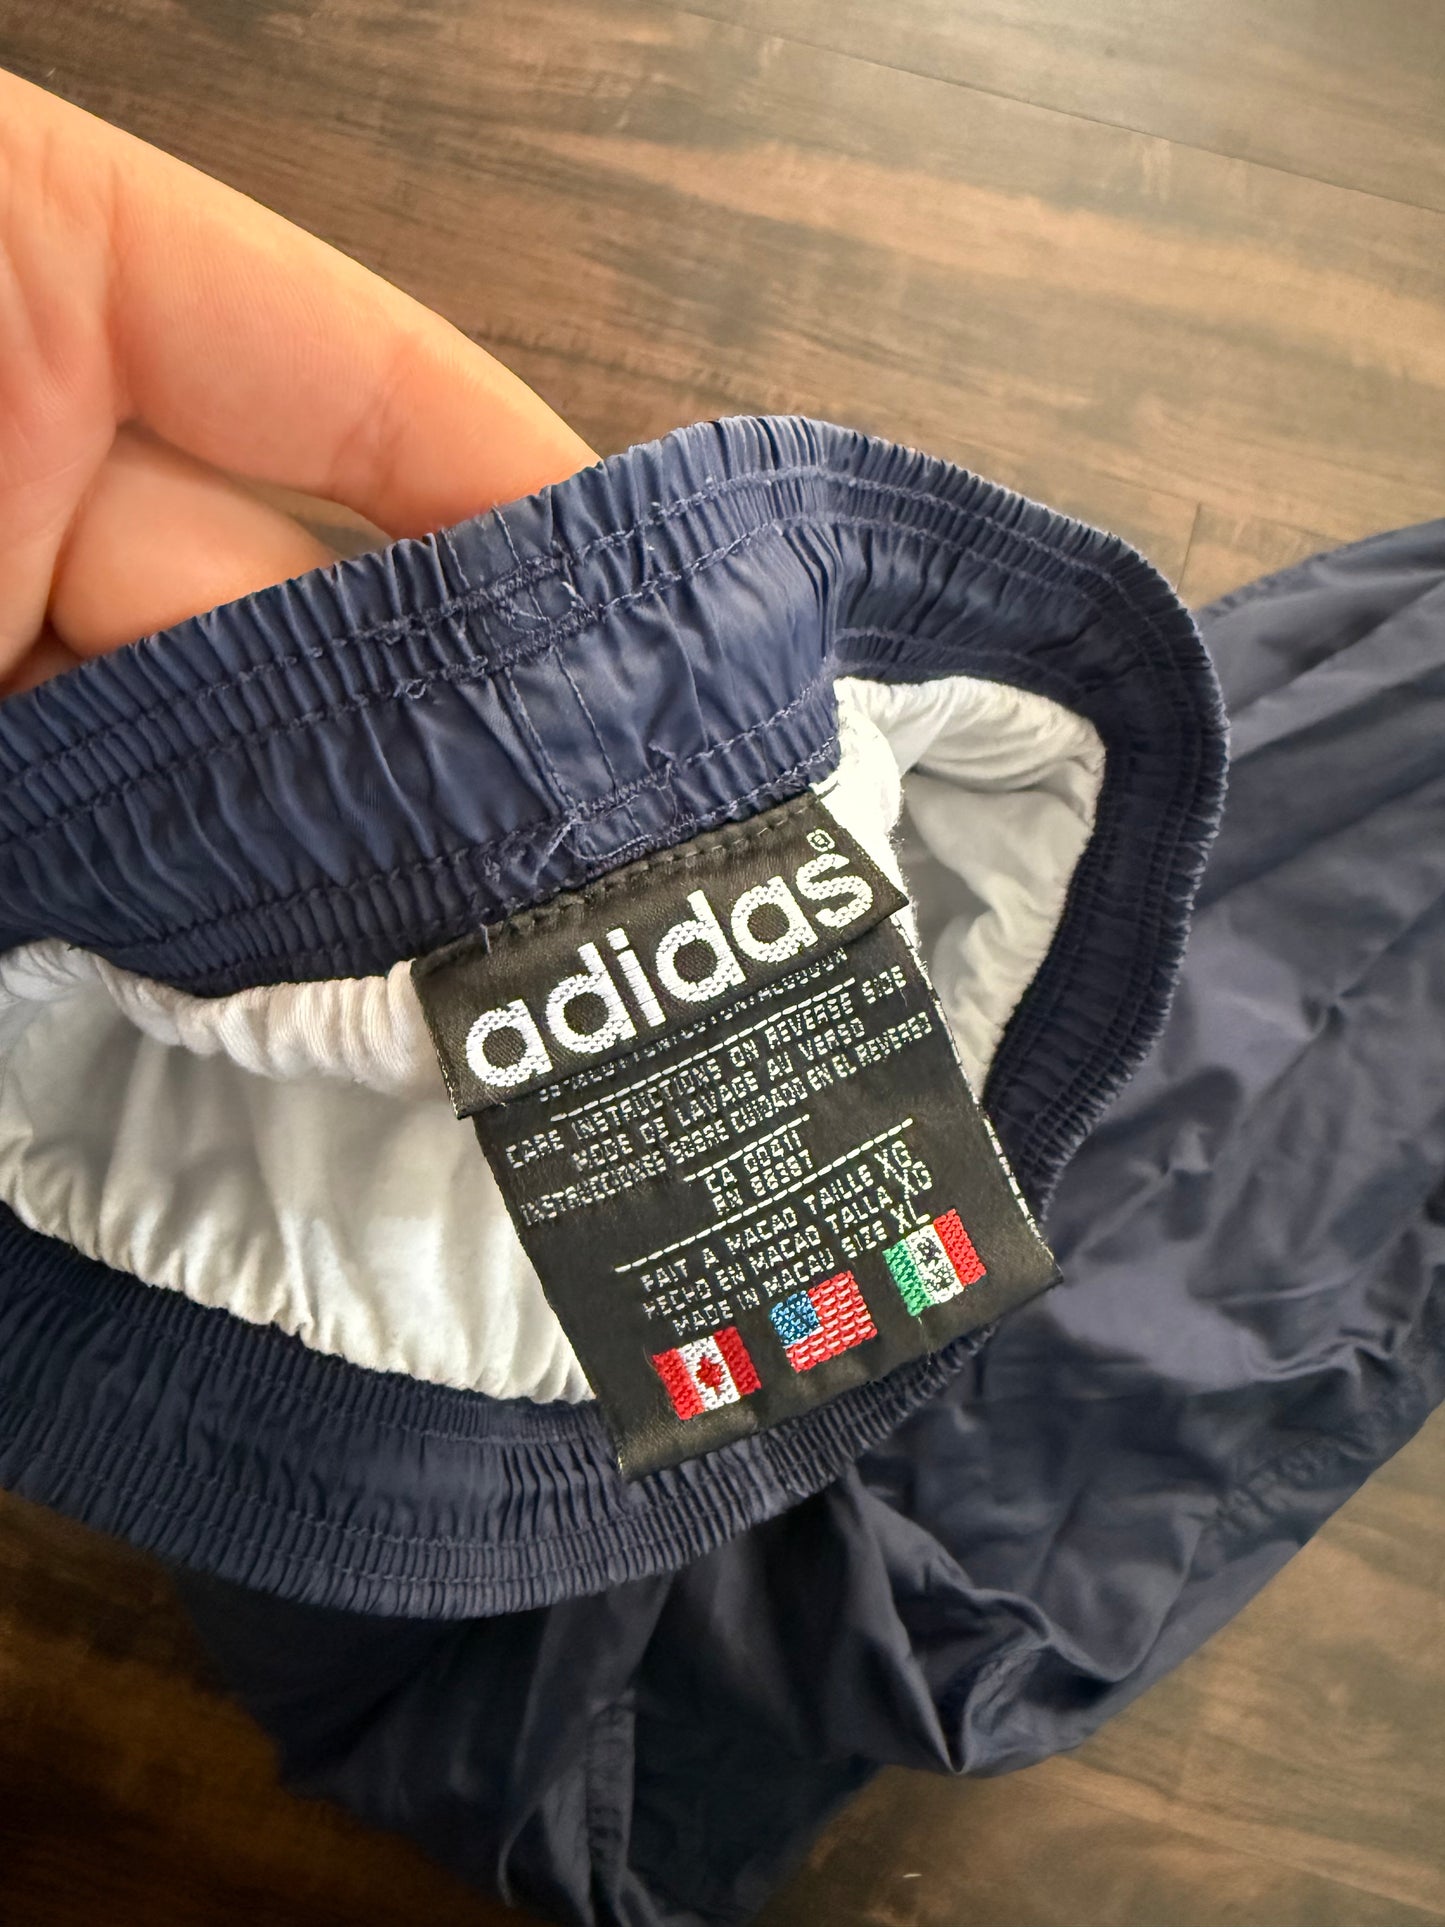 adidas®
CARE INSTRUCTIONS ON REVERSE SIDE
MODE DE LAVAGE AU VERSO
INSTRUCCIONES SOBRE CUIDADO EN EL REVERSO
CA 00411
RN 88387
FAIT A MACAO TAILLE XG
HECHO EN MACAO TALLA XG
MADE IN MACAU SIZE XL